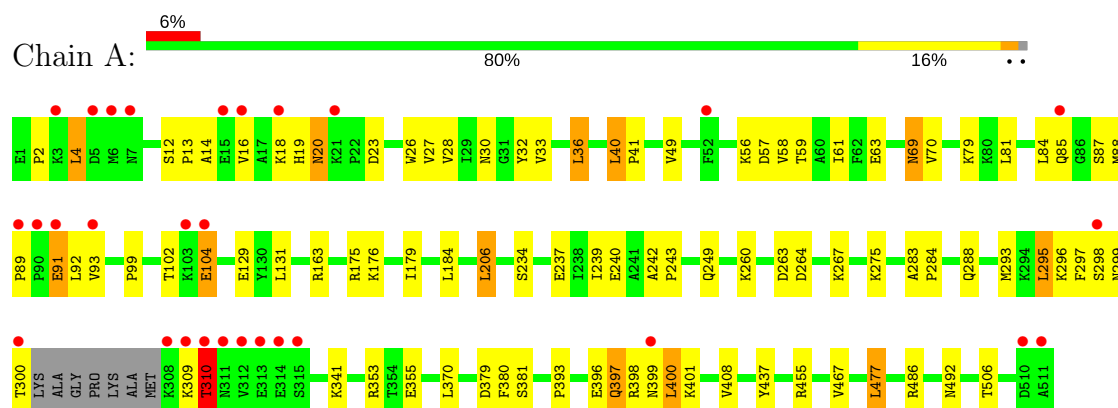 6%
Chain A:
80% 16% • •
E1 P2 K3 L4 D5 M6 N7 S12 P13 A14 E15 V16 A17 K18 H19 N20 K21 P22 D23 W26 V27 V28 I29 N30 G31 Y32 V33 L36 L40 P41 V49 F52 K56 D57 V58 T59 A60 I61 F62 E63 N69 V70 K79 K80 L81 L84 Q85 G86 S87 M88
P89 P90 E91 L92 V93 P99 T102 K103 E104 E129 Y130 L131 R163 R175 K176 I179 L184 L206 S234 E237 I238 I239 E240 A241 A242 P243 Q249 K260 D263 D264 K267 K275 A283 P284 Q288 M293 K294 L295 K296 F297 S298 N299
T300 LYS ALA GLY PRO LYS ALA MET K308 K309 T310 N311 V312 E313 E314 S315 K341 R353 T354 E355 L370 D379 F380 S381 P393 E396 Q397 R398 N399 L400 K401 V408 Y437 R455 V467 L477 R486 N492 T506 D510 A511